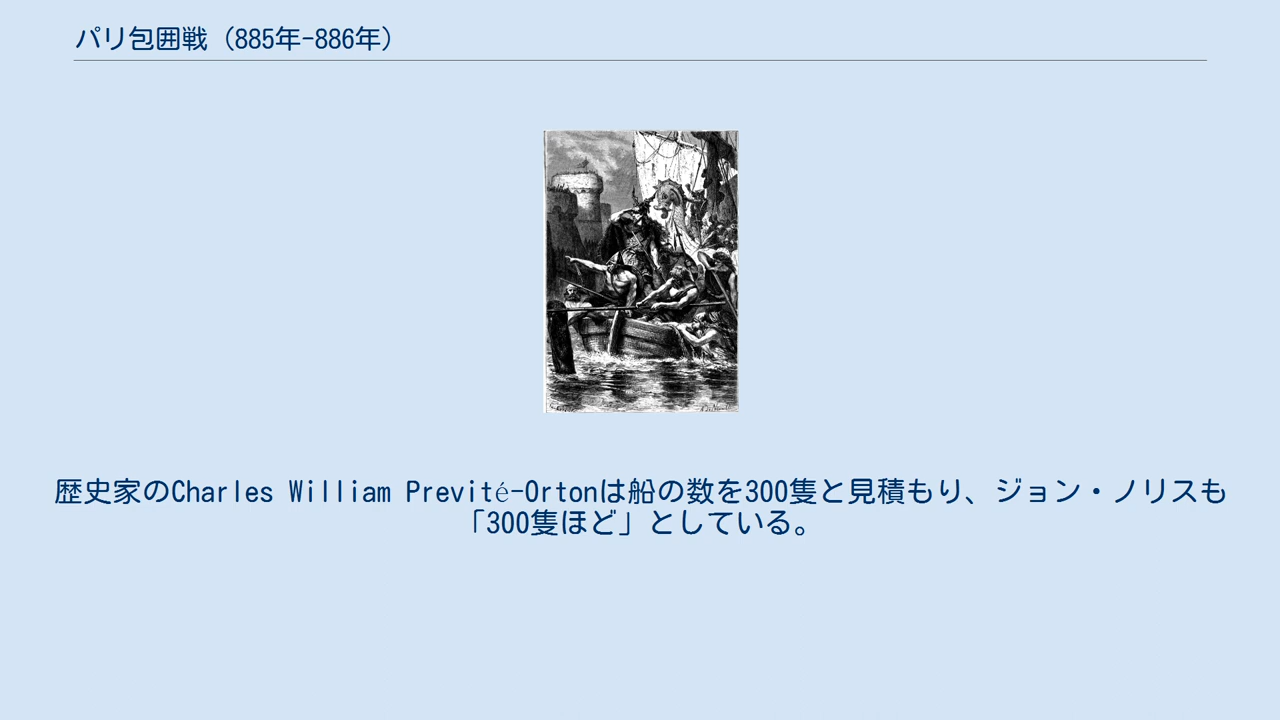 パリ包囲戦（885年-886年）
歴史家のCharles William Previté-Ortonは船の数を300隻と見積もり、ジョン・ノリスも
「300隻ほど」としている。